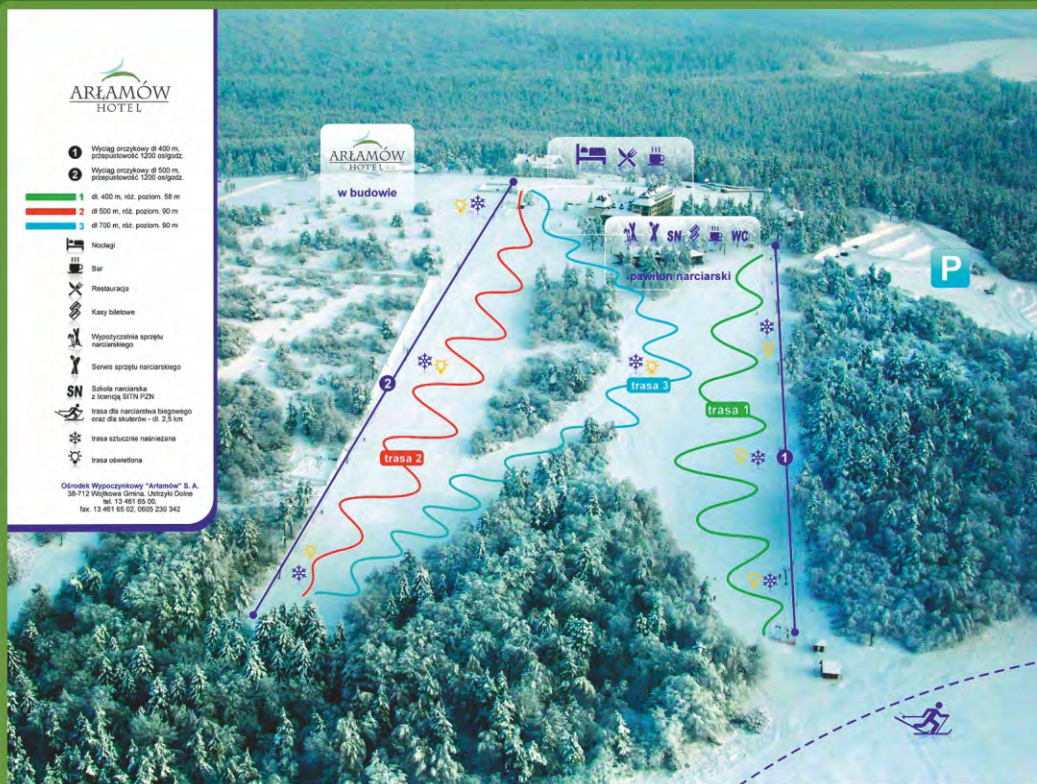 ARŁAMÓW
HOTEL
1 Wyciąg orczykowy dł 400 m,
przepustowość 1200 os/godz.
2 Wyciąg orczykowy dł 500 m,
przepustowość 1200 os/godz.
1 dł. 400 m, róż. poziom. 58 m
2 dł 500 m, róż. poziom. 90 m
3 dł 700 m, róż. poziom. 90 m
Noclegi
Bar
Restauracja
Kasy biletowe
Wypożyczalnia sprzętu
narciarskiego
Serwis sprzętu narciarskiego
SN Szkoła narciarska
z licencją SITN PZN
trasa dla narciarstwa biegowego
oraz dla skuterów - dł. 2,5 km
trasa sztucznie naśnieżana
trasa oświetlona
Ośrodek Wypoczynkowy "Arłamów" S. A.
38-712 Wojtkowa Gmina. Ustrzyki Dolne
tel. 13 461 65 00,
fax. 13 461 65 02, 0605 230 342
ARŁAMÓW
HOTEL
w budowie
SN WC
pawilon narciarski
P
2
trasa 3
trasa 1
trasa 2
1